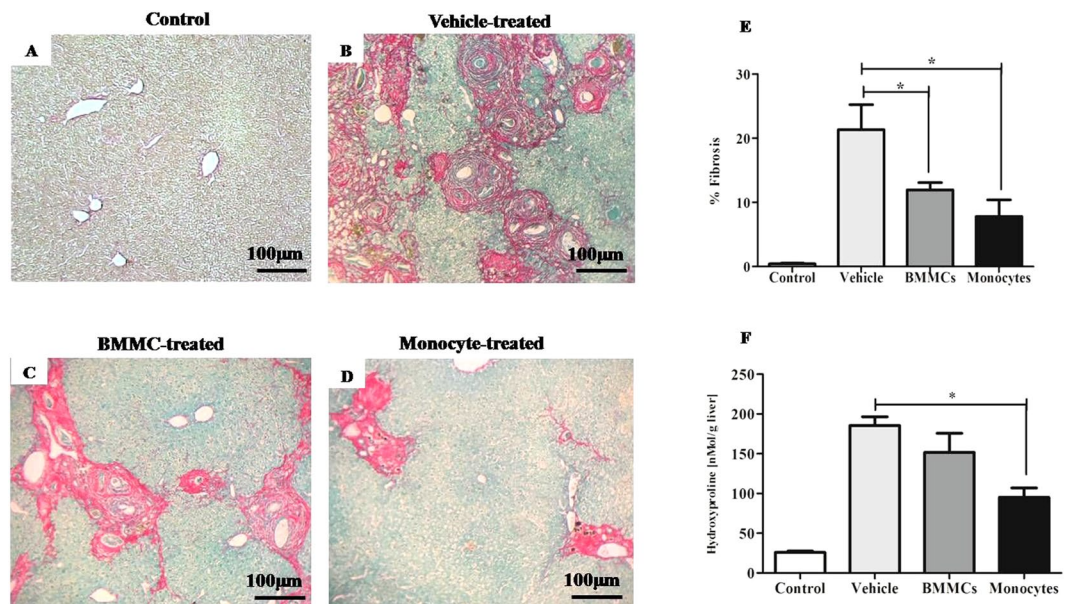 Control
A
100μm
Vehicle-treated
B
100μm
BMMC-treated
C
100μm
Monocyte-treated
D
100μm
E
% Fibrosis
30
20
10
0
*
*
Control Vehicle BMMCs Monocytes
F
Hydroxyproline [nMol/g liver]
250
200
150
100
50
0
*
Control Vehicle BMMCs Monocytes